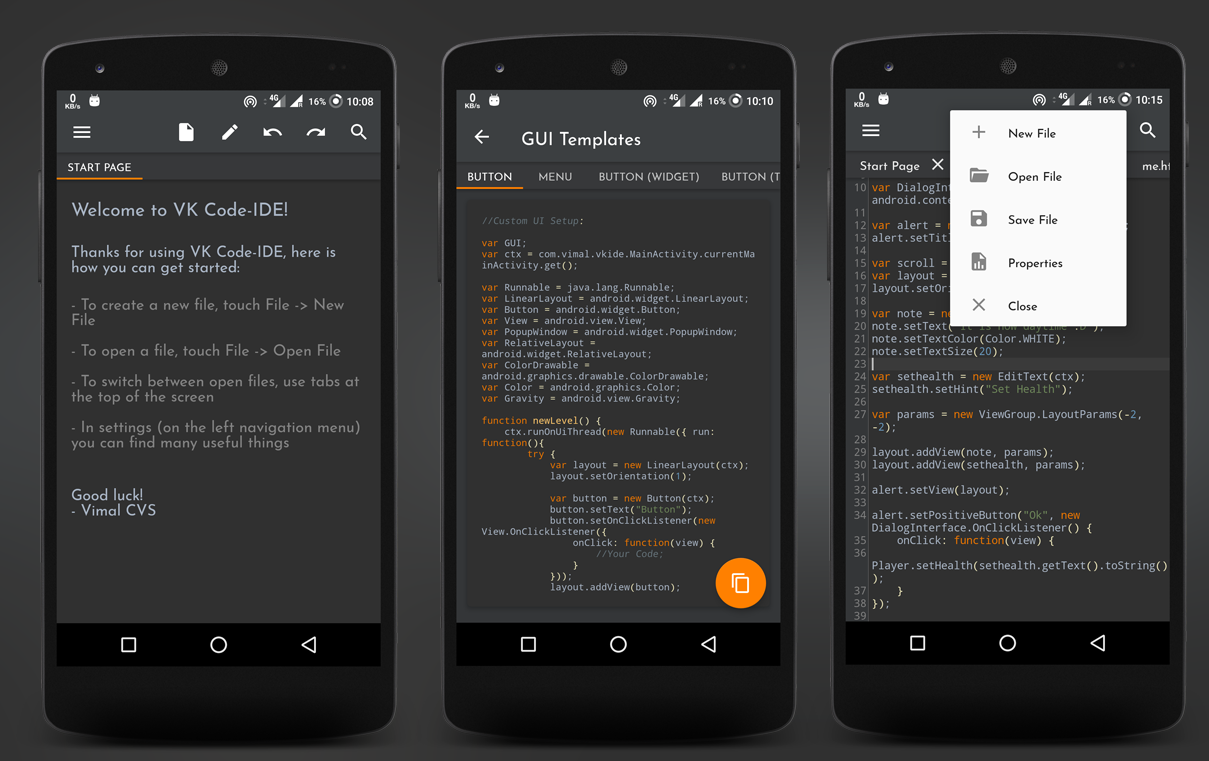 0
KB/s
4G
16%
10:08
START PAGE
Welcome to VK Code-IDE!
Thanks for using VK Code-IDE, here is
how you can get started:
- To create a new file, touch File -> New
File
- To open a file, touch File -> Open File
- To switch between open files, use tabs at
the top of the screen
- In settings (on the left navigation menu)
you can find many useful things
Good luck!
- Vimal CVS
0
KB/s
4G
16%
10:10
GUI Templates
BUTTON
MENU
BUTTON (WIDGET)
BUTTON (T
//Custom UI Setup:
var GUI;
var ctx = com.vimal.vkide.MainActivity.currentMa
inActivity.get();
var Runnable = java.lang.Runnable;
var LinearLayout = android.widget.LinearLayout;
var Button = android.widget.Button;
var View = android.view.View;
var PopupWindow = android.widget.PopupWindow;
var RelativeLayout =
android.widget.RelativeLayout;
var ColorDrawable =
android.graphics.drawable.ColorDrawable;
var Color = android.graphics.Color;
var Gravity = android.view.Gravity;
function newLevel() {
ctx.runOnUiThread(new Runnable({ run:
function(){
try {
var layout = new LinearLayout(ctx);
layout.setOrientation(1);
var button = new Button(ctx);
button.setText("Button");
button.setOnClickListener(new
View.OnClickListener({
onClick: function(view) {
//Your Code;
}
}));
layout.addView(button);
0
KB/s
4G
16%
10:15
New File
Open File
Save File
Properties
Close
Start Page
me.ht
10 var DialogInt
android.conte
11
12 var alert = n
13 alert.setTitl
14
15 var scroll =
16 var layout =
17 layout.setOri
18
19 var note = ne
20 note.setText("It is now daytime :D");
21 note.setTextColor(Color.WHITE);
22 note.setTextSize(20);
23
24 var sethealth = new EditText(ctx);
25 sethealth.setHint("Set Health");
26
27 var params = new ViewGroup.LayoutParams(-2,
-2);
28
29 layout.addView(note, params);
30 layout.addView(sethealth, params);
31
32 alert.setView(layout);
33
34 alert.setPositiveButton("Ok", new
DialogInterface.OnClickListener() {
35 onClick: function(view) {
36
Player.setHealth(sethealth.getText().toString()
);
37 }
38 });
39